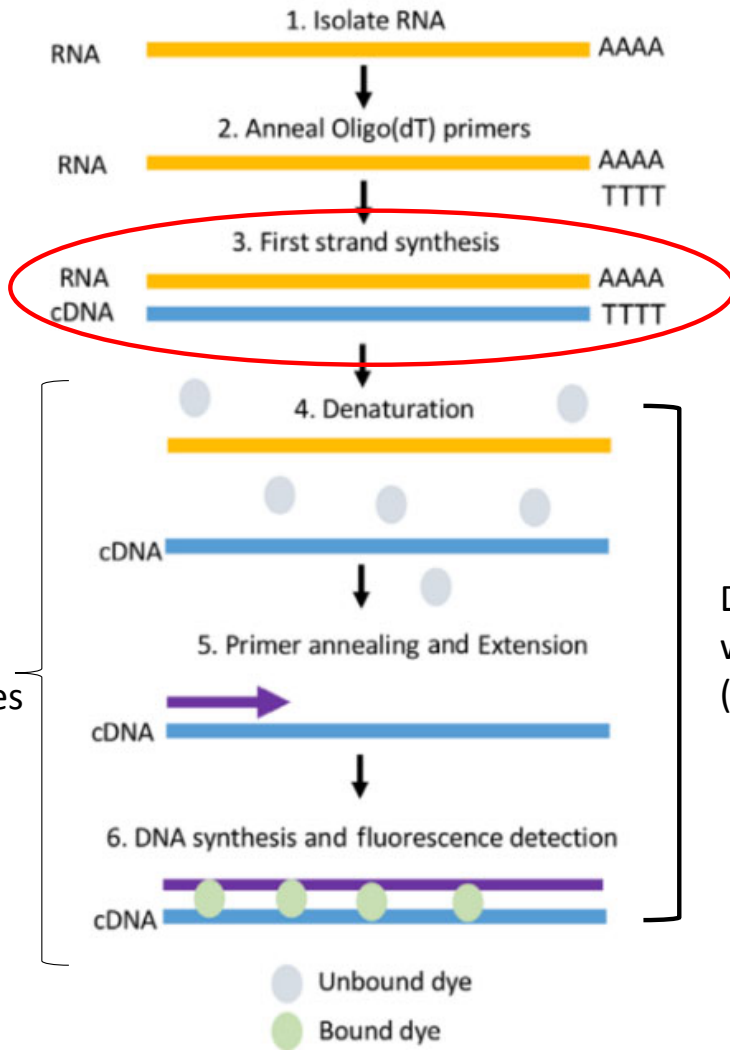 1. Isolate RNA
RNA AAAA
2. Anneal Oligo(dT) primers
RNA AAAA
TTTT
3. First strand synthesis
RNA AAAA
cDNA TTTT
4. Denaturation
cDNA
5. Primer annealing and Extension
cDNA
6. DNA synthesis and fluorescence detection
cDNA
Unbound dye
Bound dye